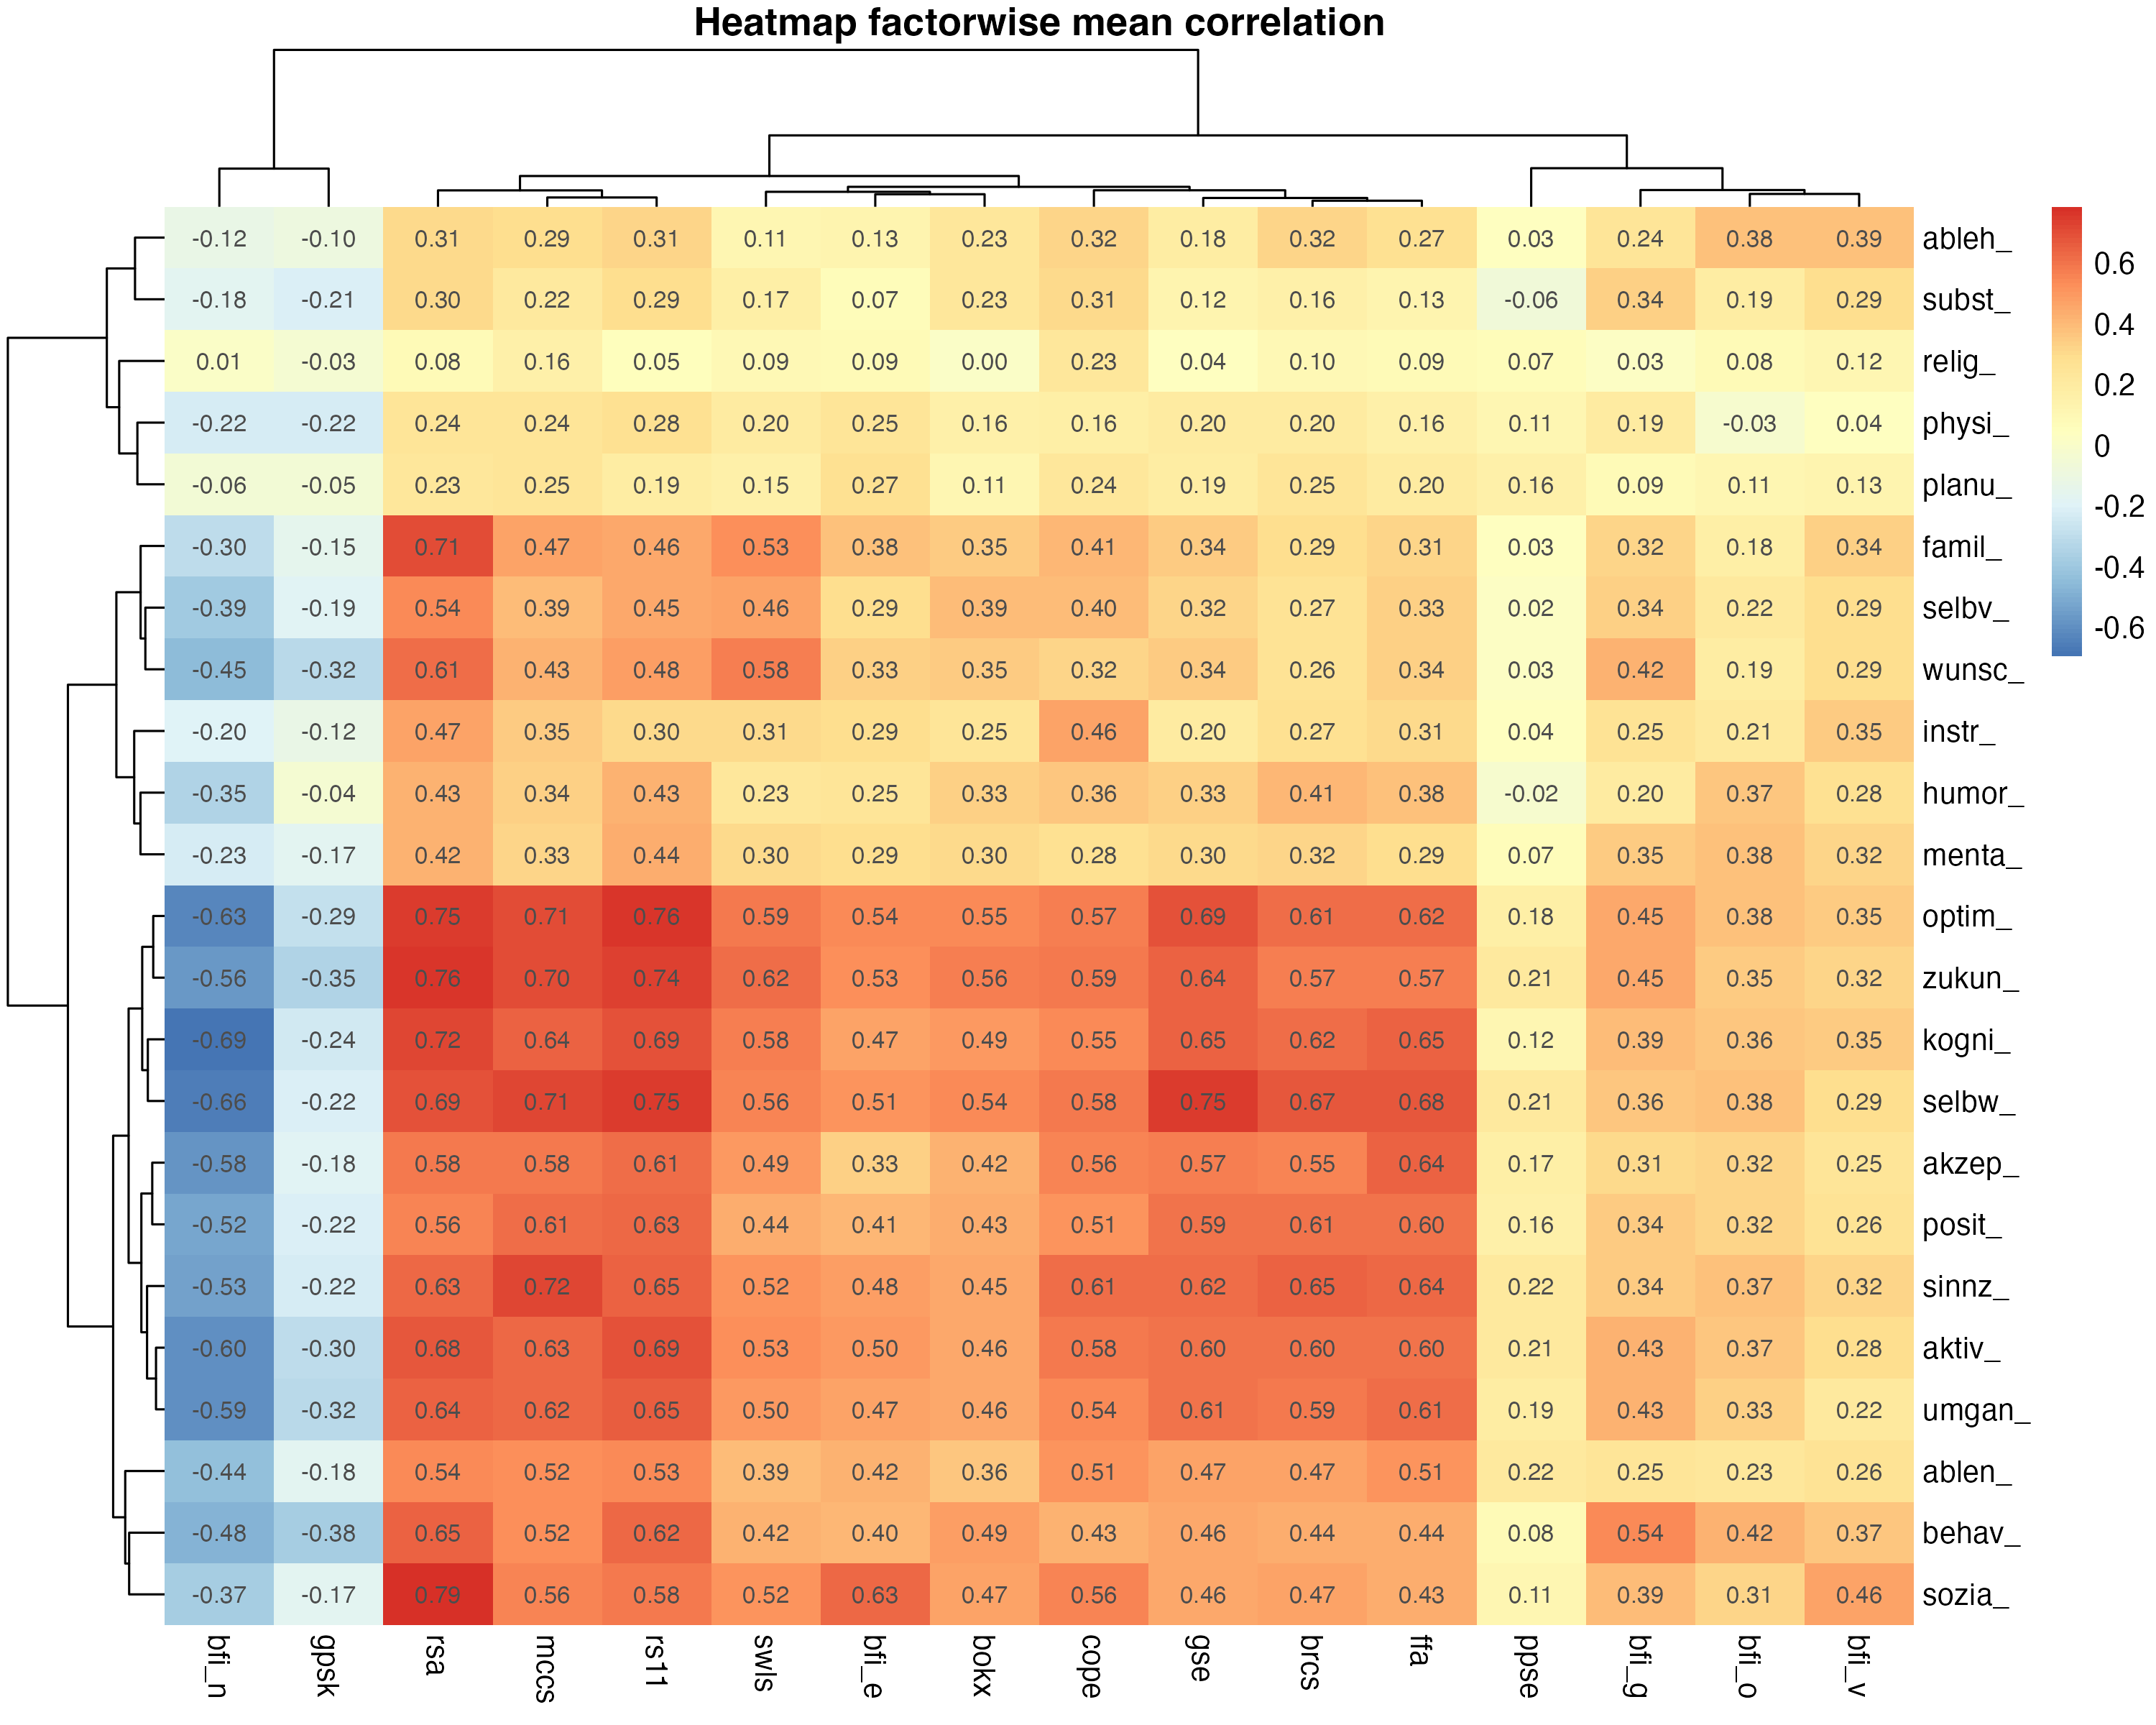 Heatmap factorwise mean correlation
-0.12 -0.10 0.31 0.29 0.31 0.11 0.13 0.23 0.32 0.18 0.32 0.27 0.03 0.24 0.38 0.39 ableh_
-0.18 -0.21 0.30 0.22 0.29 0.17 0.07 0.23 0.31 0.12 0.16 0.13 -0.06 0.34 0.19 0.29 subst_
0.01 -0.03 0.08 0.16 0.05 0.09 0.09 0.00 0.23 0.04 0.10 0.09 0.07 0.03 0.08 0.12 relig_
-0.22 -0.22 0.24 0.24 0.28 0.20 0.25 0.16 0.16 0.20 0.20 0.16 0.11 0.19 -0.03 0.04 physi_
-0.06 -0.05 0.23 0.25 0.19 0.15 0.27 0.11 0.24 0.19 0.25 0.20 0.16 0.09 0.11 0.13 planu_
-0.30 -0.15 0.71 0.47 0.46 0.53 0.38 0.35 0.41 0.34 0.29 0.31 0.03 0.32 0.18 0.34 famil_
-0.39 -0.19 0.54 0.39 0.45 0.46 0.29 0.39 0.40 0.32 0.27 0.33 0.02 0.34 0.22 0.29 selbv_
-0.45 -0.32 0.61 0.43 0.48 0.58 0.33 0.35 0.32 0.34 0.26 0.34 0.03 0.42 0.19 0.29 wunsc_
-0.20 -0.12 0.47 0.35 0.30 0.31 0.29 0.25 0.46 0.20 0.27 0.31 0.04 0.25 0.21 0.35 instr_
-0.35 -0.04 0.43 0.34 0.43 0.23 0.25 0.33 0.36 0.33 0.41 0.38 -0.02 0.20 0.37 0.28 humor_
-0.23 -0.17 0.42 0.33 0.44 0.30 0.29 0.30 0.28 0.30 0.32 0.29 0.07 0.35 0.38 0.32 menta_
-0.63 -0.29 0.75 0.71 0.76 0.59 0.54 0.55 0.57 0.69 0.61 0.62 0.18 0.45 0.38 0.35 optim_
-0.56 -0.35 0.76 0.70 0.74 0.62 0.53 0.56 0.59 0.64 0.57 0.57 0.21 0.45 0.35 0.32 zukun_
-0.69 -0.24 0.72 0.64 0.69 0.58 0.47 0.49 0.55 0.65 0.62 0.65 0.12 0.39 0.36 0.35 kogni_
-0.66 -0.22 0.69 0.71 0.75 0.56 0.51 0.54 0.58 0.75 0.67 0.68 0.21 0.36 0.38 0.29 selbw_
-0.58 -0.18 0.58 0.58 0.61 0.49 0.33 0.42 0.56 0.57 0.55 0.64 0.17 0.31 0.32 0.25 akzep_
-0.52 -0.22 0.56 0.61 0.63 0.44 0.41 0.43 0.51 0.59 0.61 0.60 0.16 0.34 0.32 0.26 posit_
-0.53 -0.22 0.63 0.72 0.65 0.52 0.48 0.45 0.61 0.62 0.65 0.64 0.22 0.34 0.37 0.32 sinnz_
-0.60 -0.30 0.68 0.63 0.69 0.53 0.50 0.46 0.58 0.60 0.60 0.60 0.21 0.43 0.37 0.28 aktiv_
-0.59 -0.32 0.64 0.62 0.65 0.50 0.47 0.46 0.54 0.61 0.59 0.61 0.19 0.43 0.33 0.22 umgan_
-0.44 -0.18 0.54 0.52 0.53 0.39 0.42 0.36 0.51 0.47 0.47 0.51 0.22 0.25 0.23 0.26 ablen_
-0.48 -0.38 0.65 0.52 0.62 0.42 0.40 0.49 0.43 0.46 0.44 0.44 0.08 0.54 0.42 0.37 behav_
-0.37 -0.17 0.79 0.56 0.58 0.52 0.63 0.47 0.56 0.46 0.47 0.43 0.11 0.39 0.31 0.46 sozia_
bfi_n gpsk rsa mccs rs11 swls bfi_e bokx cope gse brcs ffa ppse bfi_g bfi_o bfi_v
0.6
0.4
0.2
0
-0.2
-0.4
-0.6